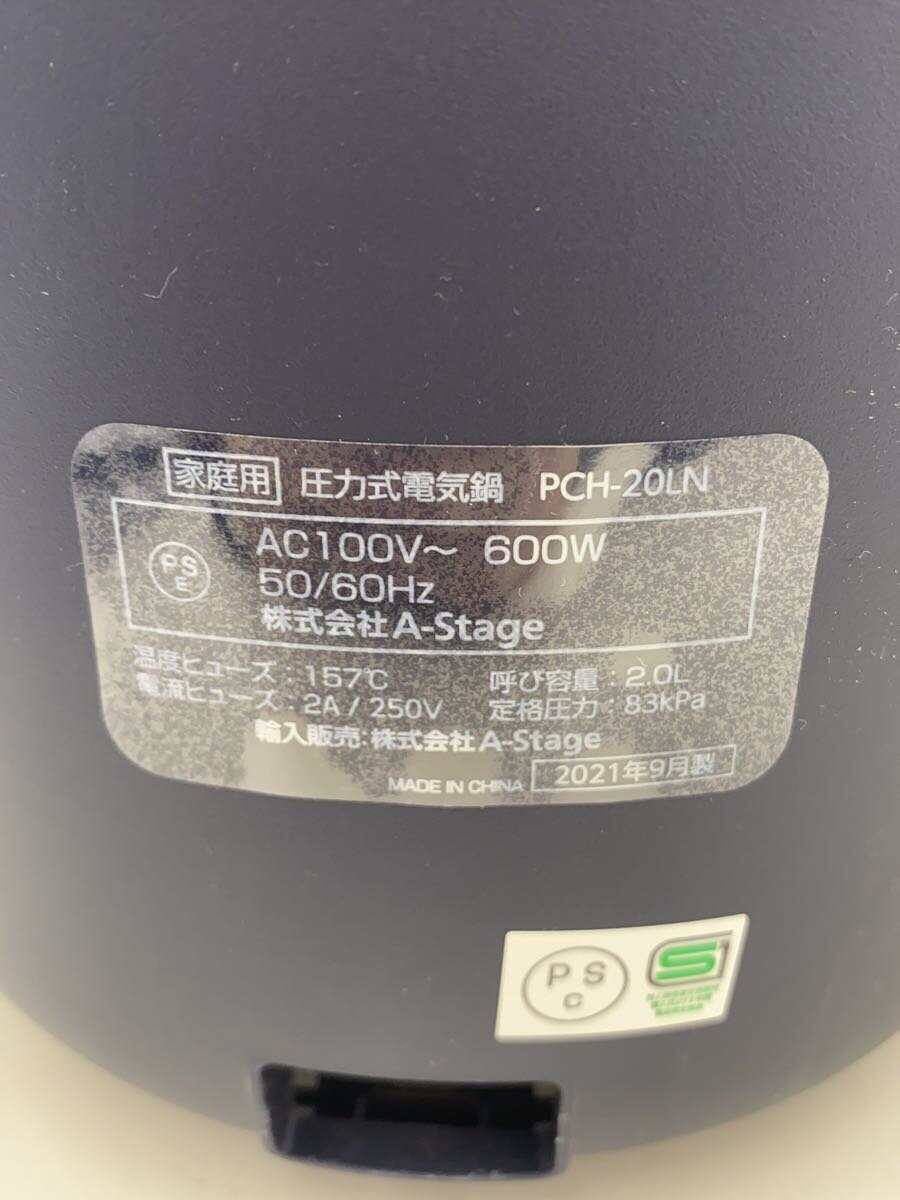 家庭用 圧力式電気鍋 PCH-20LN
PS
E
AC100V～ 600W
50/60Hz
株式会社A-Stage
温度ヒューズ：157℃ 呼び容量：2.0L
電流ヒューズ：2A / 250V 定格圧力：83kPa
輸入販売：株式会社A-Stage
MADE IN CHINA 2021年9月製
PS
C